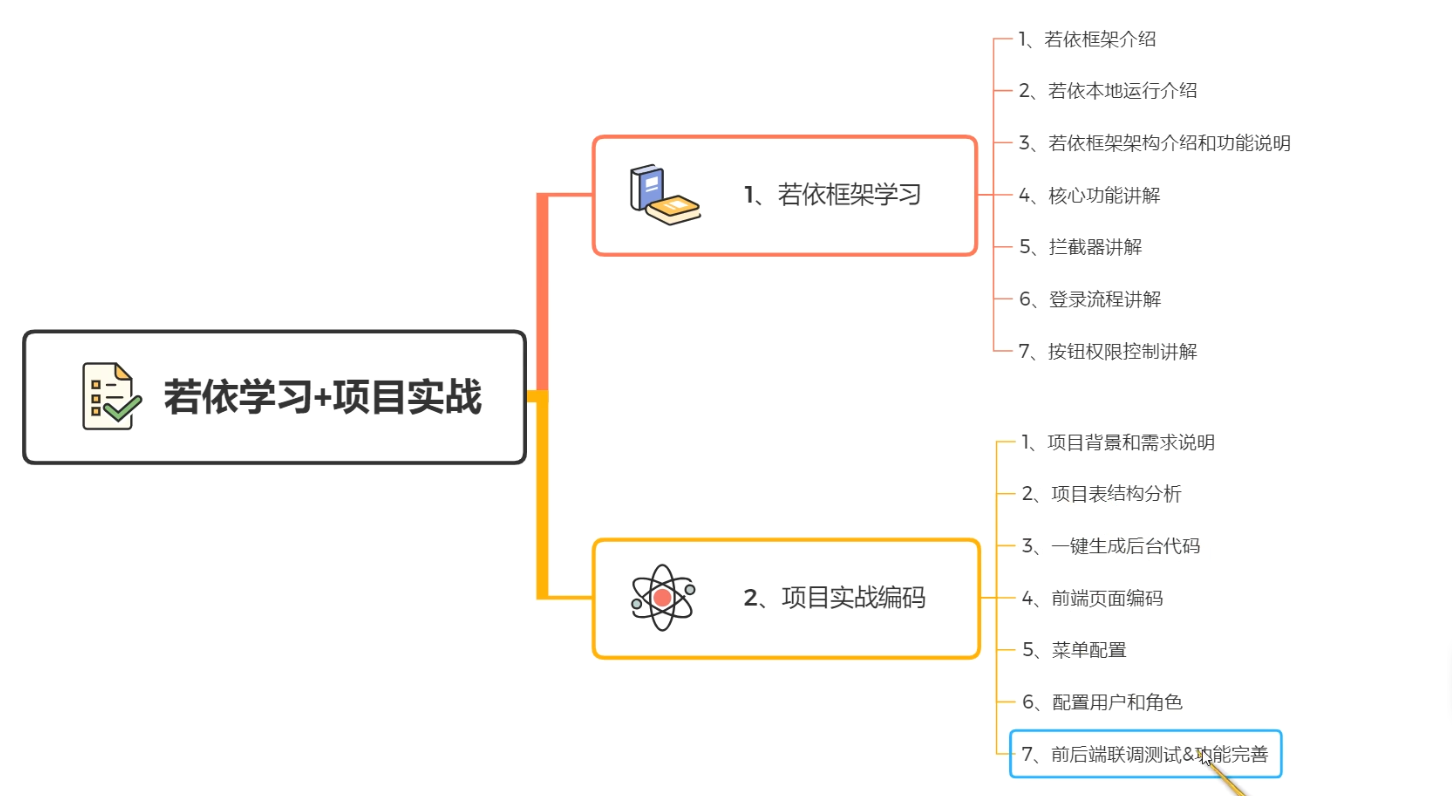 若依学习+项目实战
1、若依框架学习
1、若依框架介绍
2、若依本地运行介绍
3、若依框架架构介绍和功能说明
4、核心功能讲解
5、拦截器讲解
6、登录流程讲解
7、按钮权限控制讲解
2、项目实战编码
1、项目背景和需求说明
2、项目表结构分析
3、一键生成后台代码
4、前端页面编码
5、菜单配置
6、配置用户和角色
7、前后端联调测试&功能完善